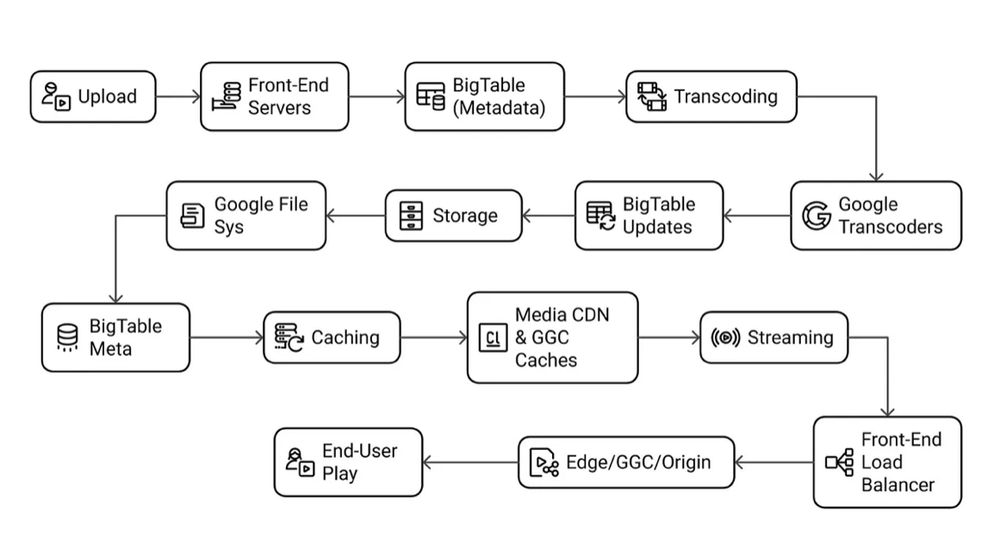 Upload
Front-End
Servers
BigTable
(Metadata)
Transcoding
Google
Transcoders
BigTable
Updates
Storage
Google File
Sys
BigTable
Meta
Caching
CL
Media CDN
& GGC
Caches
Streaming
Front-End
Load
Balancer
Edge/GGC/Origin
End-User
Play